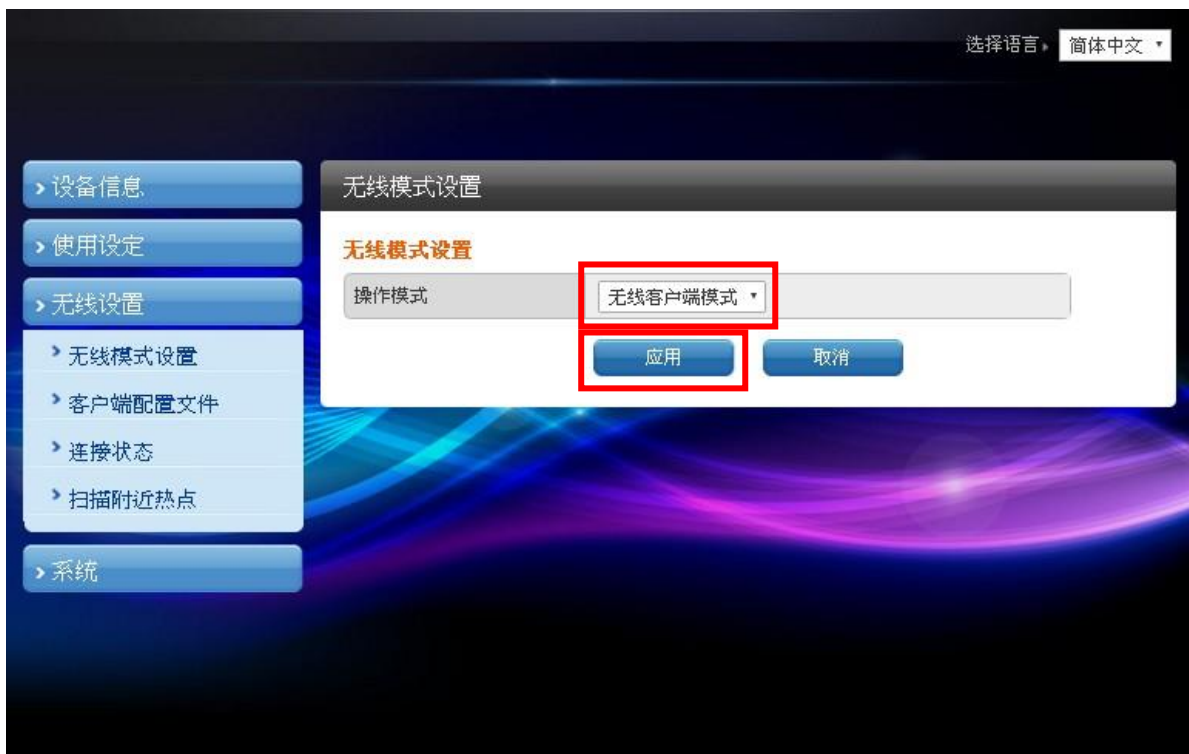 选择语言
简体中文
设备信息
使用设定
无线设置
无线模式设置
客户端配置文件
连接状态
扫描附近热点
系统
无线模式设置
无线模式设置
操作模式
无线客户端模式
应用
取消